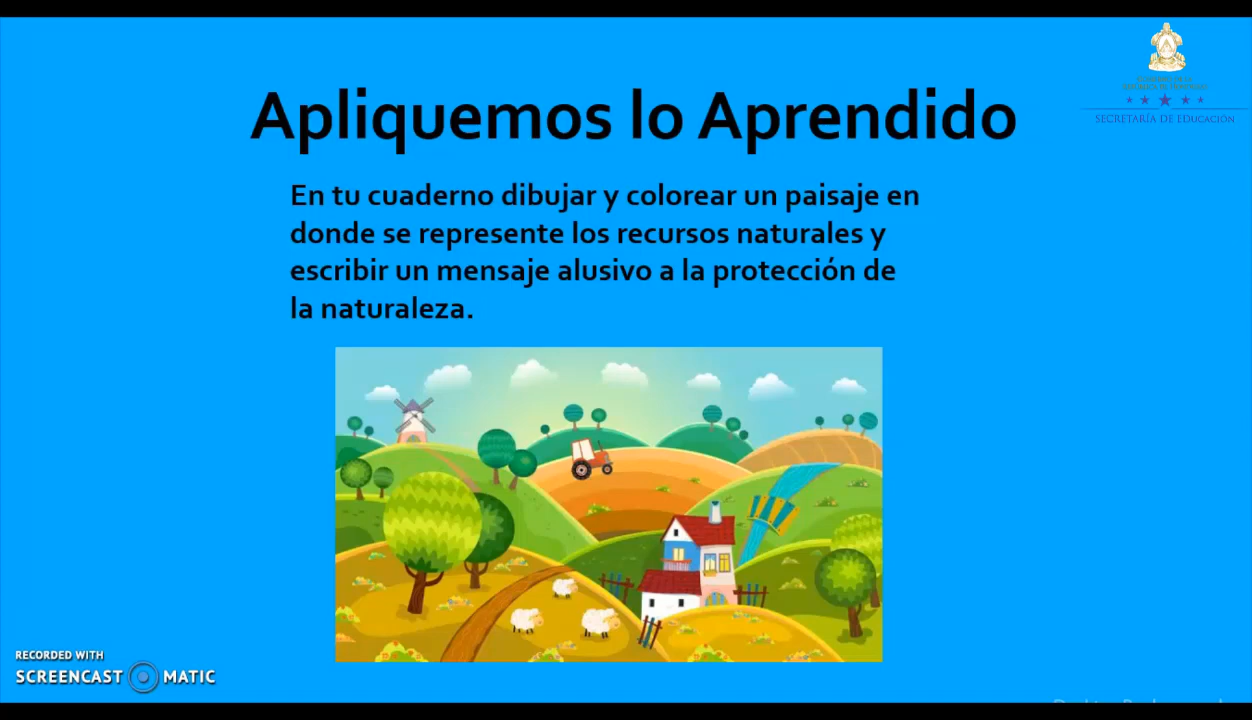 Apliquemos lo Aprendido
SECRETARÍA DE EDUCACIÓN
En tu cuaderno dibujar y colorear un paisaje en
donde se represente los recursos naturales y
escribir un mensaje alusivo a la protección de
la naturaleza.
RECORDED WITH
SCREENCAST MATIC